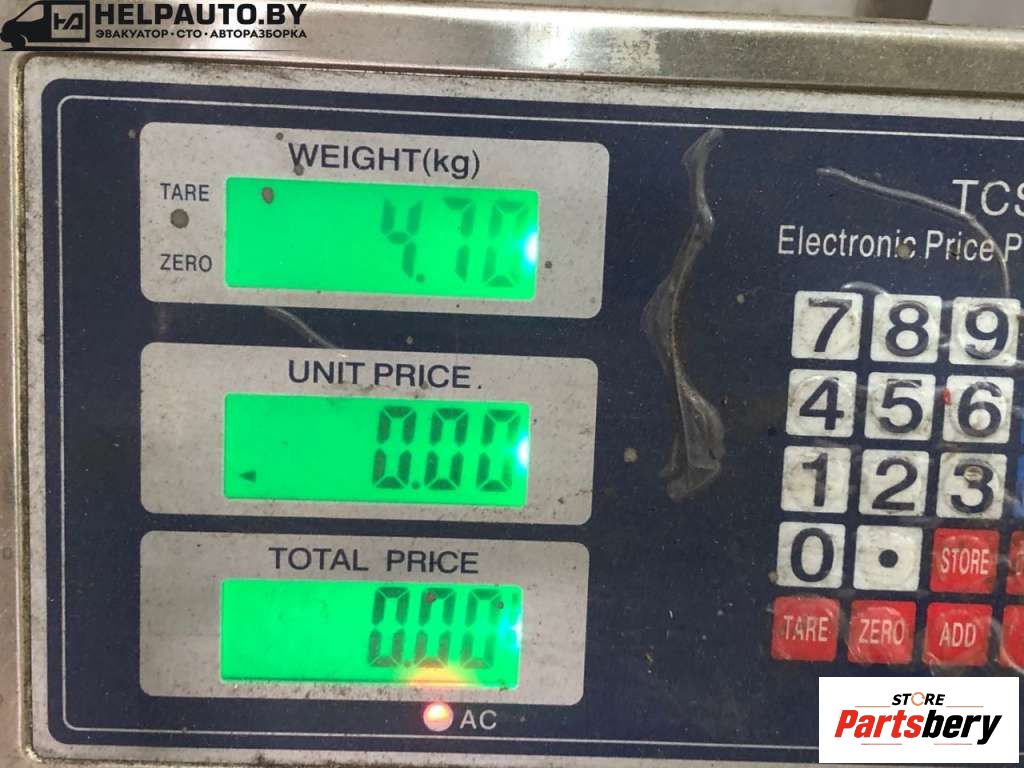 HELPAUTO.BY
ЭВАКУАТОР • СТО • АВТОРАЗБОРКА
WEIGHT(kg)
TARE
ZERO
4.70
TCS
Electronic Price P
UNIT PRICE
0.00
TOTAL PRICE
0.00
AC
7 8 9
4 5 6
1 2 3
0 • STORE
TARE ZERO ADD
STORE
Partsbery